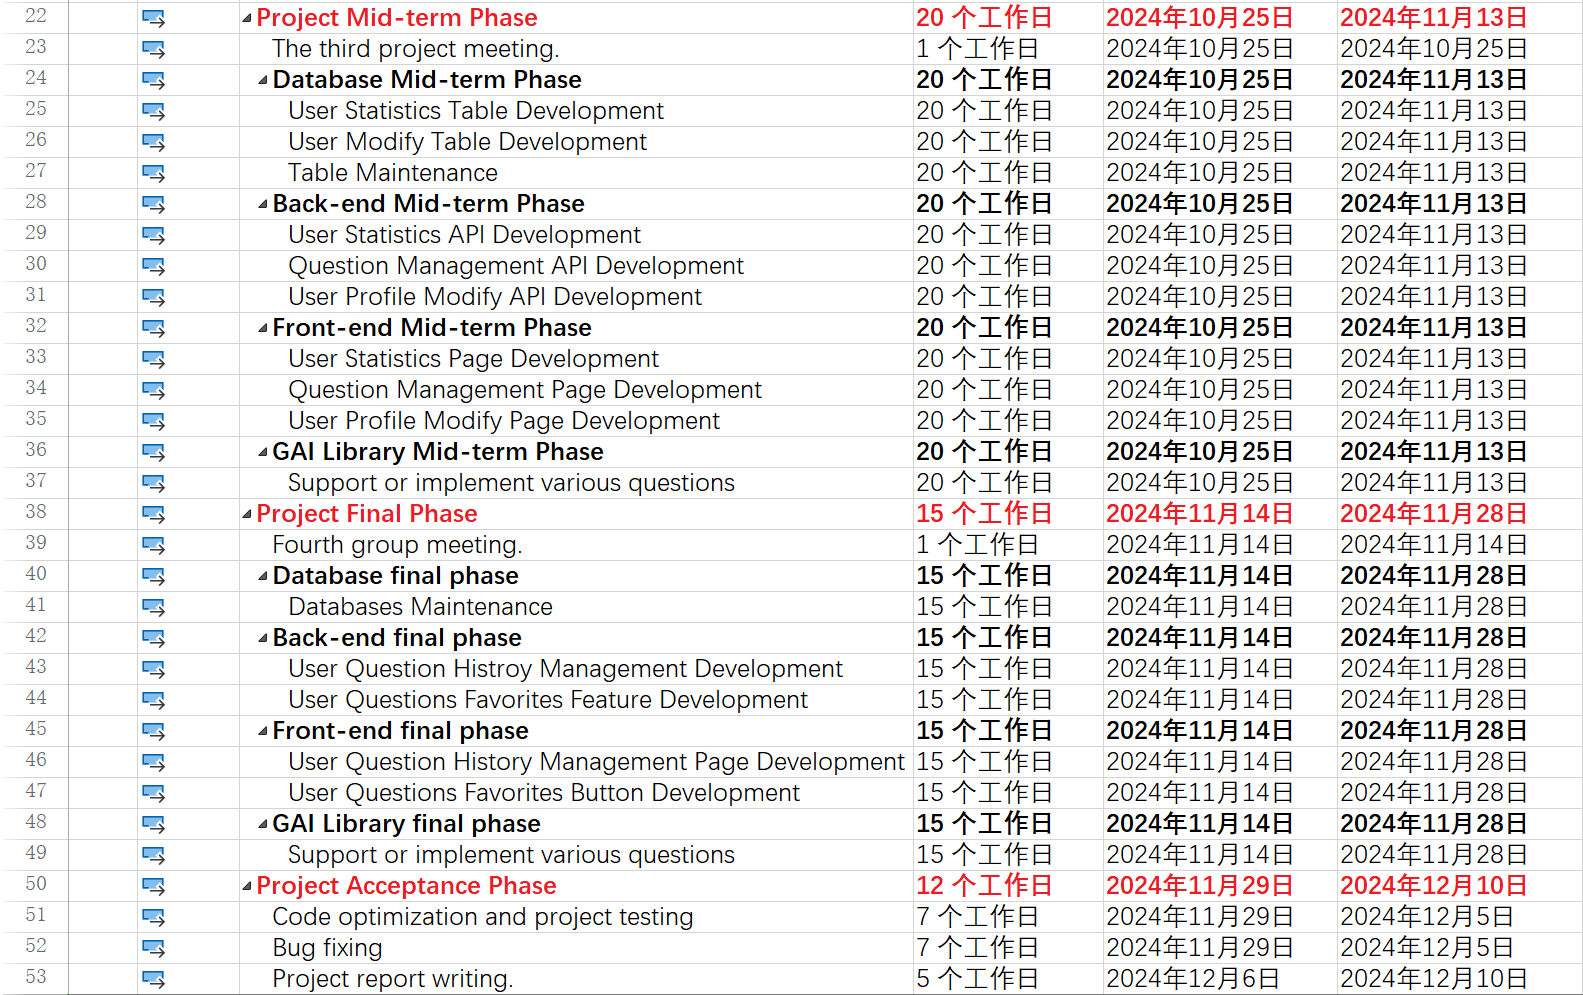 22 Project Mid-term Phase 20 个工作日 2024年10月25日 2024年11月13日
23 The third project meeting. 1 个工作日 2024年10月25日 2024年10月25日
24 Database Mid-term Phase 20 个工作日 2024年10月25日 2024年11月13日
25 User Statistics Table Development 20 个工作日 2024年10月25日 2024年11月13日
26 User Modify Table Development 20 个工作日 2024年10月25日 2024年11月13日
27 Table Maintenance 20 个工作日 2024年10月25日 2024年11月13日
28 Back-end Mid-term Phase 20 个工作日 2024年10月25日 2024年11月13日
29 User Statistics API Development 20 个工作日 2024年10月25日 2024年11月13日
30 Question Management API Development 20 个工作日 2024年10月25日 2024年11月13日
31 User Profile Modify API Development 20 个工作日 2024年10月25日 2024年11月13日
32 Front-end Mid-term Phase 20 个工作日 2024年10月25日 2024年11月13日
33 User Statistics Page Development 20 个工作日 2024年10月25日 2024年11月13日
34 Question Management Page Development 20 个工作日 2024年10月25日 2024年11月13日
35 User Profile Modify Page Development 20 个工作日 2024年10月25日 2024年11月13日
36 GAI Library Mid-term Phase 20 个工作日 2024年10月25日 2024年11月13日
37 Support or implement various questions 20 个工作日 2024年10月25日 2024年11月13日
38 Project Final Phase 15 个工作日 2024年11月14日 2024年11月28日
39 Fourth group meeting. 1 个工作日 2024年11月14日 2024年11月14日
40 Database final phase 15 个工作日 2024年11月14日 2024年11月28日
41 Databases Maintenance 15 个工作日 2024年11月14日 2024年11月28日
42 Back-end final phase 15 个工作日 2024年11月14日 2024年11月28日
43 User Question Histroy Management Development 15 个工作日 2024年11月14日 2024年11月28日
44 User Questions Favorites Feature Development 15 个工作日 2024年11月14日 2024年11月28日
45 Front-end final phase 15 个工作日 2024年11月14日 2024年11月28日
46 User Question History Management Page Development 15 个工作日 2024年11月14日 2024年11月28日
47 User Questions Favorites Button Development 15 个工作日 2024年11月14日 2024年11月28日
48 GAI Library final phase 15 个工作日 2024年11月14日 2024年11月28日
49 Support or implement various questions 15 个工作日 2024年11月14日 2024年11月28日
50 Project Acceptance Phase 12 个工作日 2024年11月29日 2024年12月10日
51 Code optimization and project testing 7 个工作日 2024年11月29日 2024年12月5日
52 Bug fixing 7 个工作日 2024年11月29日 2024年12月5日
53 Project report writing. 5 个工作日 2024年12月6日 2024年12月10日